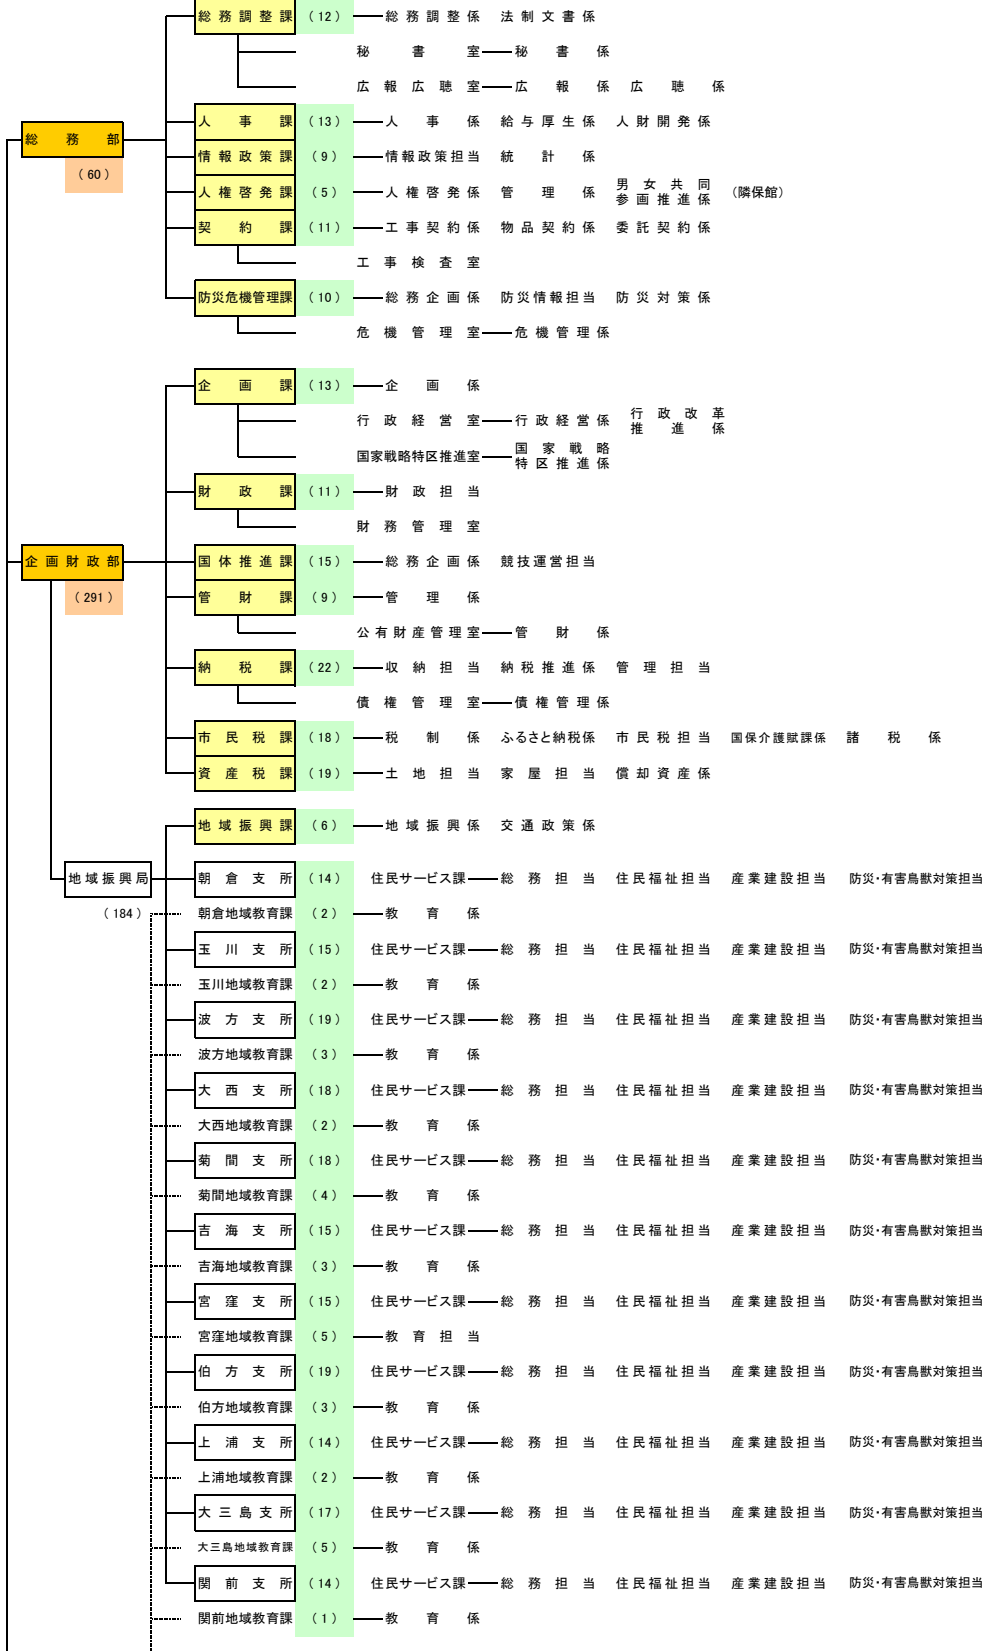 総務調整課 (12) 総務調整係 法制文書係
秘書室 秘書係
広報広聴室 広報係 広聴係
人事課 (13) 人事係 給与厚生係 人財開発係
総務部
情報政策課 (9) 情報政策担当 統計係
(60)
人権啓発課 (5) 人権啓発係 管理係 男女共同参画推進係 (隣保館)
契約課 (11) 工事契約係 物品契約係 委託契約係
工事検査室
防災危機管理課 (10) 総務企画係 防災情報担当 防災対策係
危機管理室 危機管理係
企画課 (13) 企画係
行政経営室 行政経営係 行政改革推進係
国家戦略特区推進室 国家戦略特区推進係
財政課 (11) 財政担当
財務管理室
企画財政部 国体推進課 (15) 総務企画係 競技運営担当
(291) 管財課 (9) 管理係
公有財産管理室 管財係
納税課 (22) 収納担当 納税推進係 管理担当
債権管理室 債権管理係
市民税課 (18) 税制係 ふるさと納税係 市民税担当 国保介護賦課係 諸税係
資産税課 (19) 土地担当 家屋担当 償却資産係
地域振興課 (6) 地域振興係 交通政策係
地域振興局 朝倉支所 (14) 住民サービス課 総務担当 住民福祉担当 産業建設担当 防災・有害鳥獣対策担当
(184) 朝倉地域教育課 (2) 教育係
玉川支所 (15) 住民サービス課 総務担当 住民福祉担当 産業建設担当 防災・有害鳥獣対策担当
玉川地域教育課 (2) 教育係
波方支所 (19) 住民サービス課 総務担当 住民福祉担当 産業建設担当 防災・有害鳥獣対策担当
波方地域教育課 (3) 教育係
大西支所 (18) 住民サービス課 総務担当 住民福祉担当 産業建設担当 防災・有害鳥獣対策担当
大西地域教育課 (2) 教育係
菊間支所 (18) 住民サービス課 総務担当 住民福祉担当 産業建設担当 防災・有害鳥獣対策担当
菊間地域教育課 (4) 教育係
吉海支所 (15) 住民サービス課 総務担当 住民福祉担当 産業建設担当 防災・有害鳥獣対策担当
吉海地域教育課 (3) 教育係
宮窪支所 (15) 住民サービス課 総務担当 住民福祉担当 産業建設担当 防災・有害鳥獣対策担当
宮窪地域教育課 (5) 教育担当
伯方支所 (19) 住民サービス課 総務担当 住民福祉担当 産業建設担当 防災・有害鳥獣対策担当
伯方地域教育課 (3) 教育係
上浦支所 (14) 住民サービス課 総務担当 住民福祉担当 産業建設担当 防災・有害鳥獣対策担当
上浦地域教育課 (2) 教育係
大三島支所 (17) 住民サービス課 総務担当 住民福祉担当 産業建設担当 防災・有害鳥獣対策担当
大三島地域教育課 (5) 教育係
関前支所 (14) 住民サービス課 総務担当 住民福祉担当 産業建設担当 防災・有害鳥獣対策担当
関前地域教育課 (1) 教育係